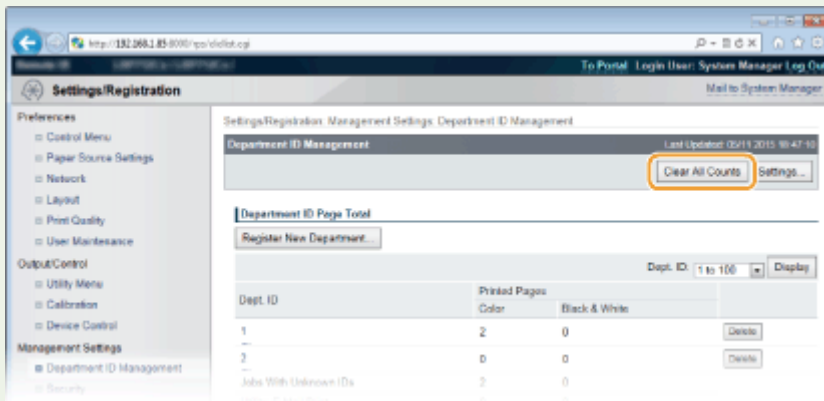 http://192.168.1.85:8000/rps/didlist.cgi
To Portal Login User: System Manager Log Ou
Settings/Registration
Mail to System Manager
Preferences
Control Menu
Paper Source Settings
Network
Layout
Print Quality
User Maintenance
Output/Control
Utility Menu
Calibration
Device Control
Management Settings
Department ID Management
Security
Settings/Registration: Management Settings: Department ID Management
Department ID Management
Last Updated: 05/11 2015 18:47:10
Clear All Counts
Settings...
Department ID Page Total
Register New Department...
Dept. ID: 1 to 100 Display
Dept. ID
Printed Pages
Color Black & White
1 2 0 Delete
2 0 0 Delete
Jobs With Unknown IDs 2 0